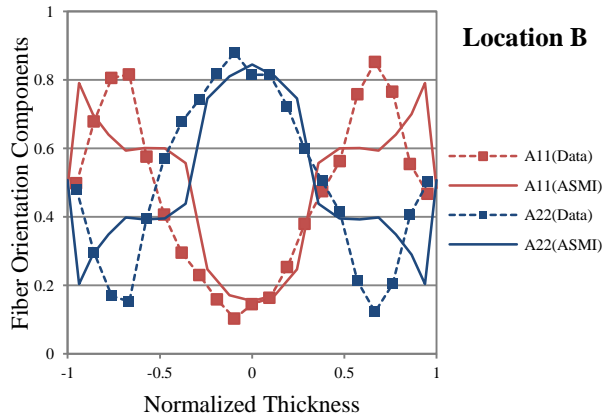 Location B
Fiber Orientation Components
1
0.8
0.6
0.4
0.2
0
-1
-0.5
0
0.5
1
Normalized Thickness
A11(Data)
A11(ASMI)
A22(Data)
A22(ASMI)